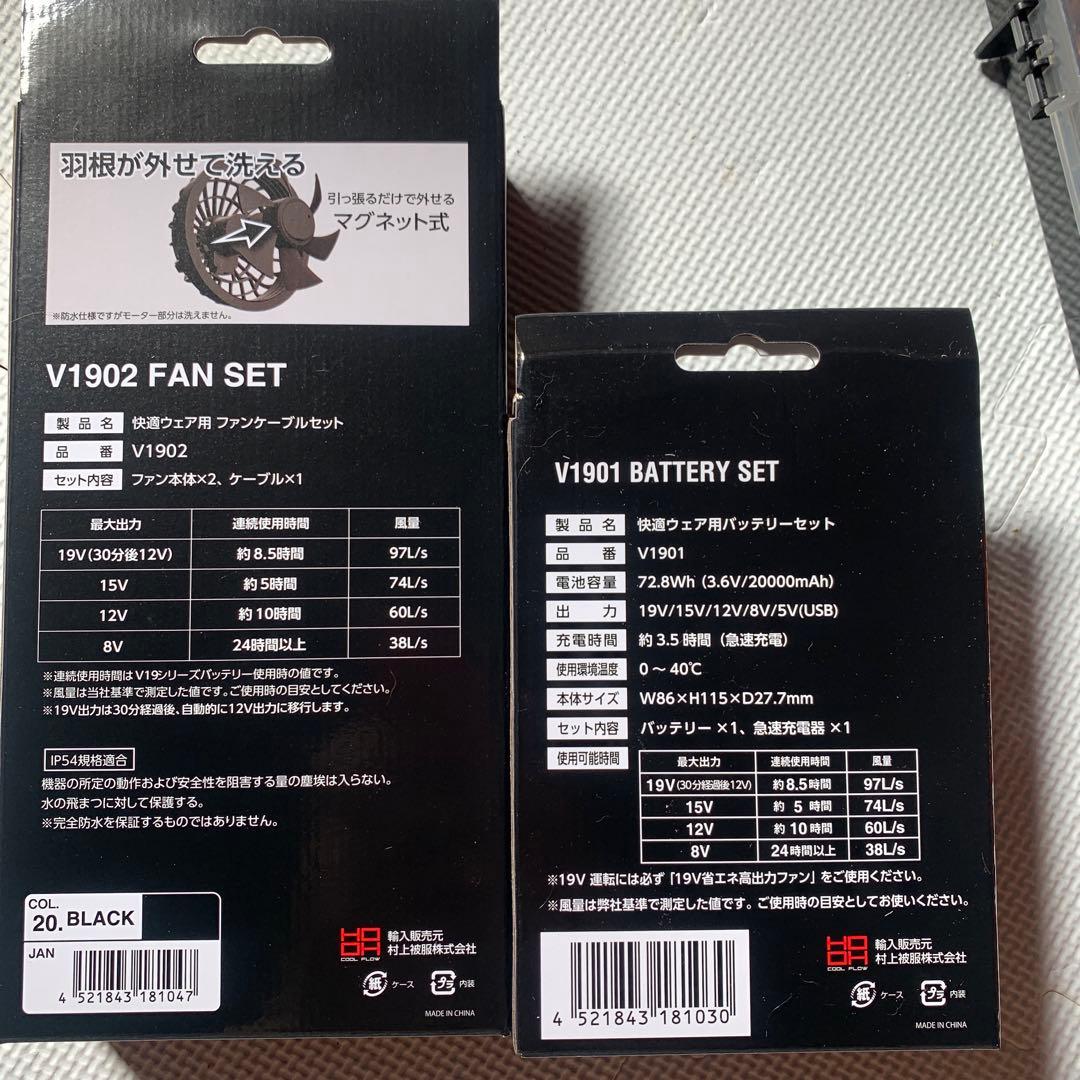 羽根が外せて洗える
引っ張るだけで外せる
マグネット式
※防水仕様ですがモーター部分は洗えません。
V1902 FAN SET
製品名 快適ウェア用 ファンケーブルセット
品番 V1902
セット内容 ファン本体×2、ケーブル×1
最大出力 連続使用時間 風量
19V(30分後12V) 約8.5時間 97L/s
15V 約5時間 74L/s
12V 約10時間 60L/s
8V 24時間以上 38L/s
※連続使用時間はV19シリーズバッテリー使用時の値です。
※風量は当社基準で測定した値です。ご使用時の目安としてください。
※19V出力は30分経過後、自動的に12V出力に移行します。
IP54規格適合
機器の所定の動作および安全性を阻害する量の塵埃は入らない。
水の飛まつに対して保護する。
※完全防水を保証するものではありません。
COL.
20. BLACK
JAN
4 521843 181047
HOOH
COOL FLOW
輸入販売元
村上被服株式会社
紙 ケース プラ 内装
MADE IN CHINA
V1901 BATTERY SET
製品名 快適ウェア用バッテリーセット
品番 V1901
電池容量 72.8Wh (3.6V/20000mAh)
出力 19V/15V/12V/8V/5V(USB)
充電時間 約3.5時間（急速充電）
使用環境温度 0～40℃
本体サイズ W86×H115×D27.7mm
セット内容 バッテリー×1、急速充電器×1
使用可能時間
最大出力 連続使用時間 風量
19V(30分経過後12V) 約8.5時間 97L/s
15V 約5時間 74L/s
12V 約10時間 60L/s
8V 24時間以上 38L/s
※19V 運転には必ず「19V省エネ高出力ファン」をご使用ください。
※風量は弊社基準で測定した値です。ご使用時の目安としてお使いください。
4 521843 181030
HOOH
COOL FLOW
輸入販売元
村上被服株式会社
紙 ケース プラ 内装
MADE IN CHINA